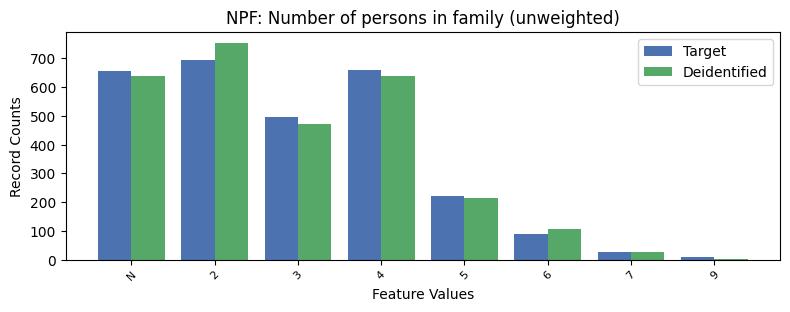 NPF: Number of persons in family (unweighted)
Target
Deidentified
Record Counts
700
600
500
400
300
200
100
0
N 2 3 4 5 6 7 9
Feature Values